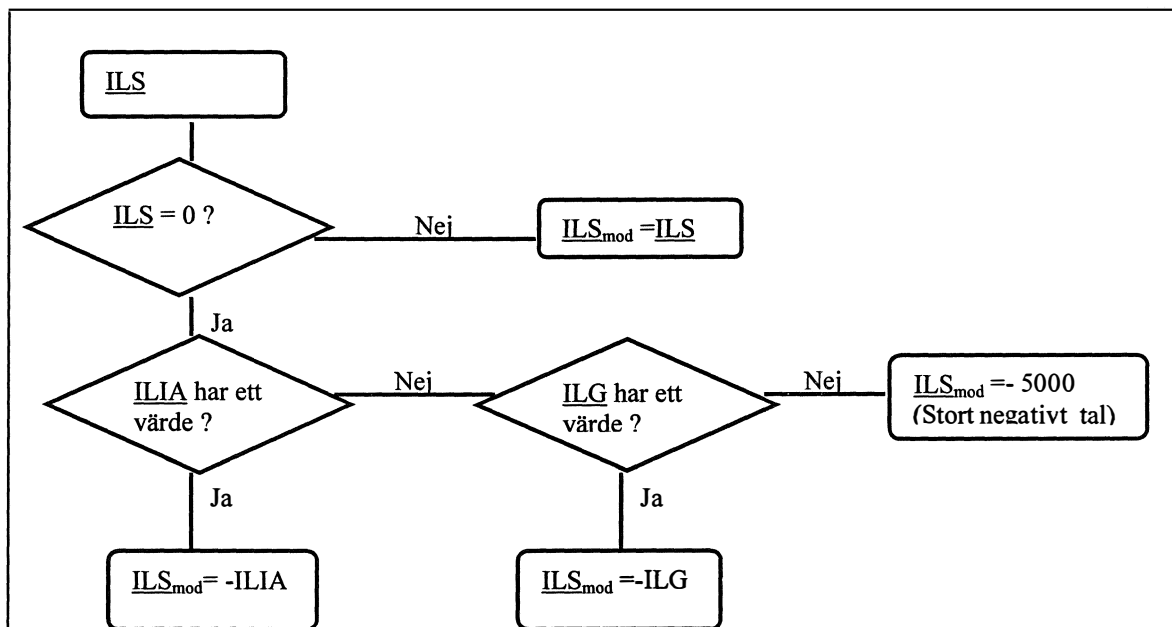 ILS
ILS = 0 ?
Nej
ILSmod =ILS
Ja
ILIA har ett
värde ?
Nej
ILG har ett
värde ?
Nej
ILSmod =- 5000
(Stort negativt tal)
Ja
Ja
ILSmod= -ILIA
ILSmod =-ILG